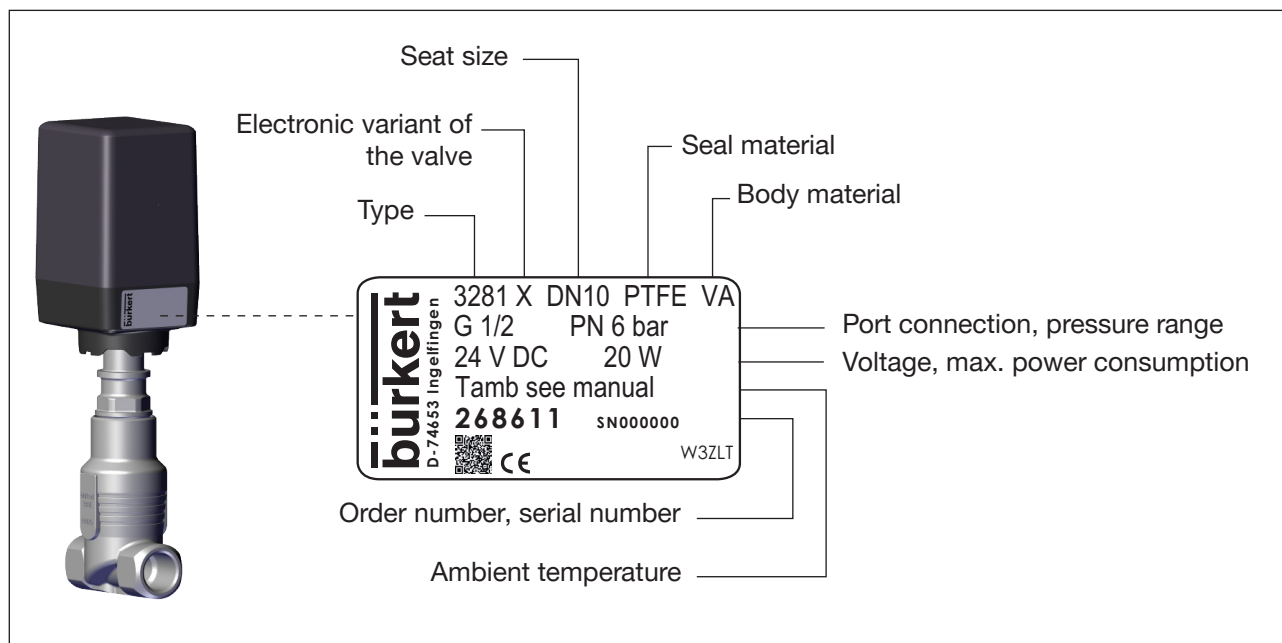 Seat size
Electronic variant of
the valve
Seal material
Body material
Type
bürkert
D-74653 Ingelfingen
3281 X DN10 PTFE VA
G 1/2 PN 6 bar
24 V DC 20 W
Tamb see manual
268611 SN000000
CE
W3ZLT
Port connection, pressure range
Voltage, max. power consumption
Order number, serial number
Ambient temperature
bürkert